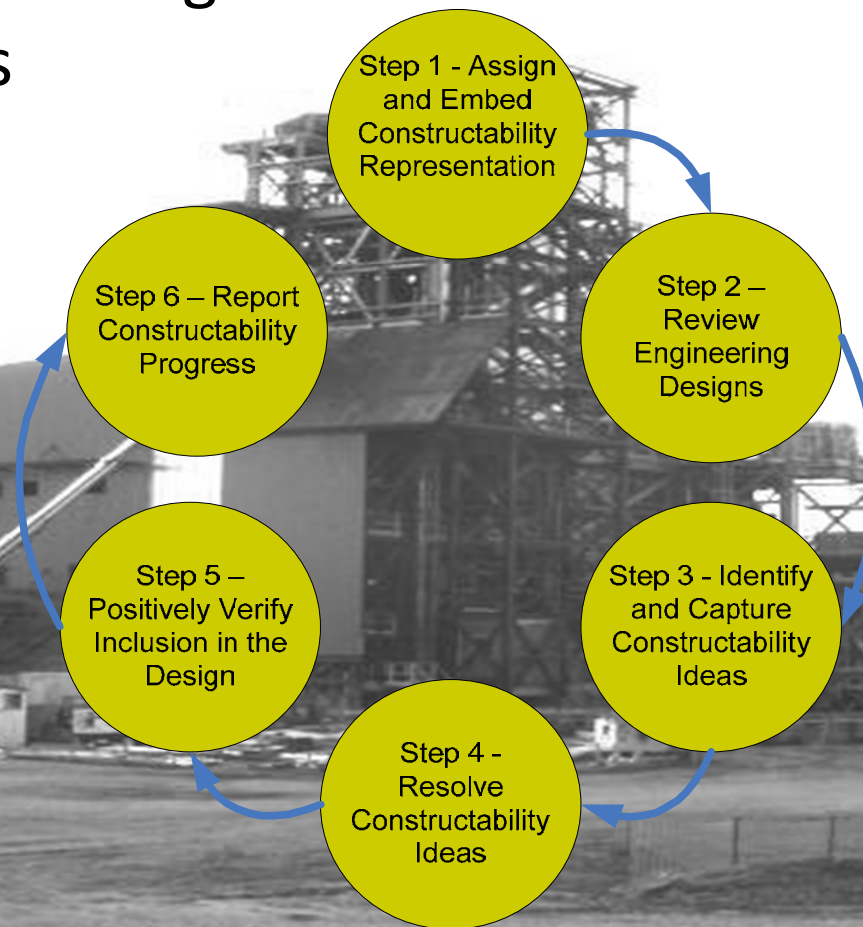 g
s
Step 1 - Assign
and Embed
Constructability
Representation
Step 2 –
Review
Engineering
Designs
Step 3 - Identify
and Capture
Constructability
Ideas
Step 4 -
Resolve
Constructability
Ideas
Step 5 –
Positively Verify
Inclusion in the
Design
Step 6 – Report
Constructability
Progress